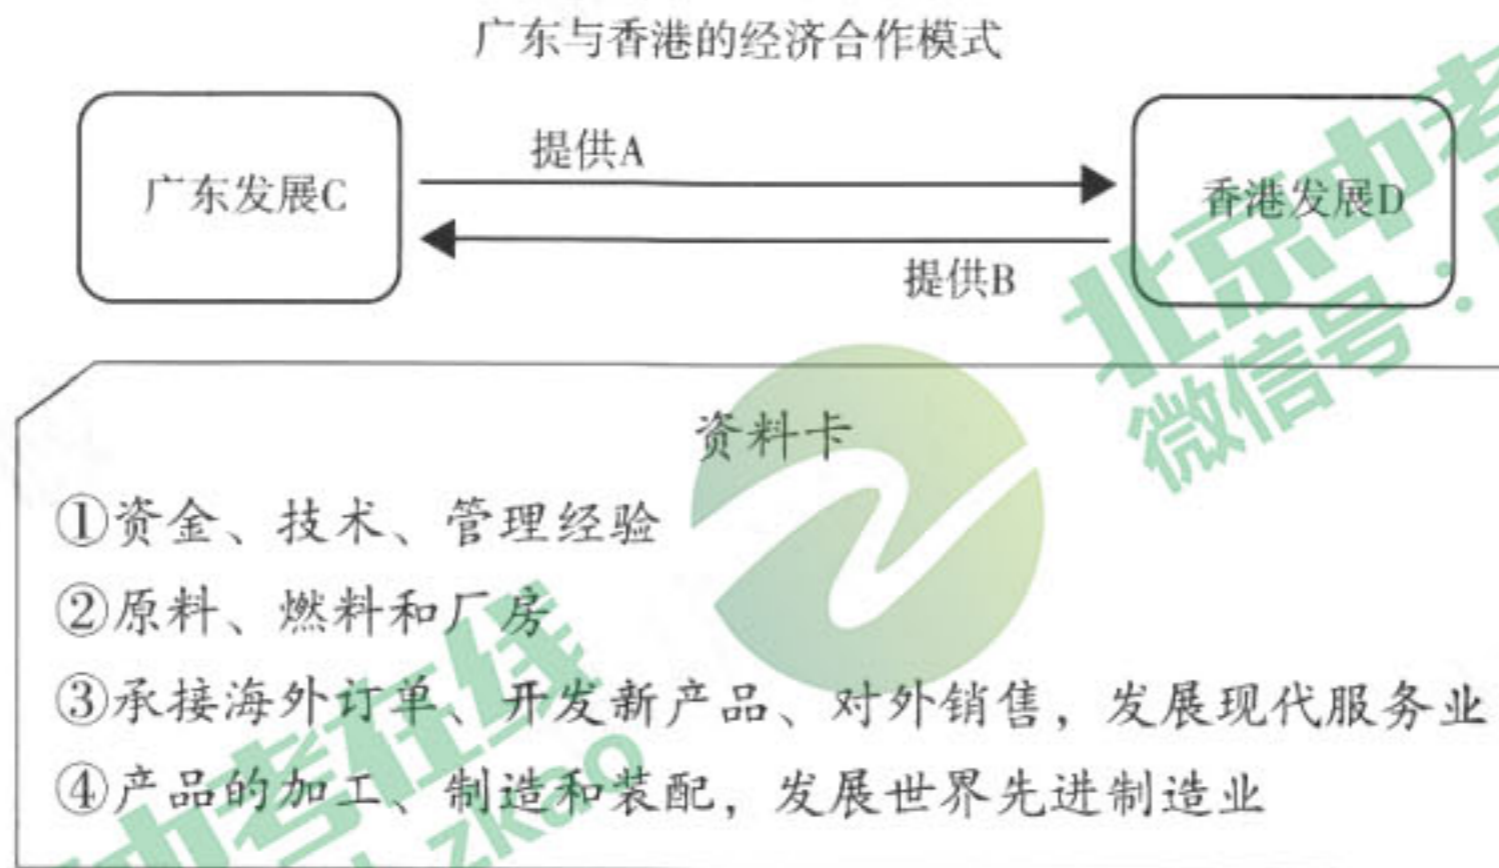 广东与香港的经济合作模式
提供A
广东发展C
香港发展D
提供B
资料卡
①资金、技术、管理经验
②原料、燃料和厂房
③承接海外订单、开发新产品、对外销售，发展现代服务业
④产品的加工、制造和装配，发展世界先进制造业
北京中考
微信号：
中考在线
zkao